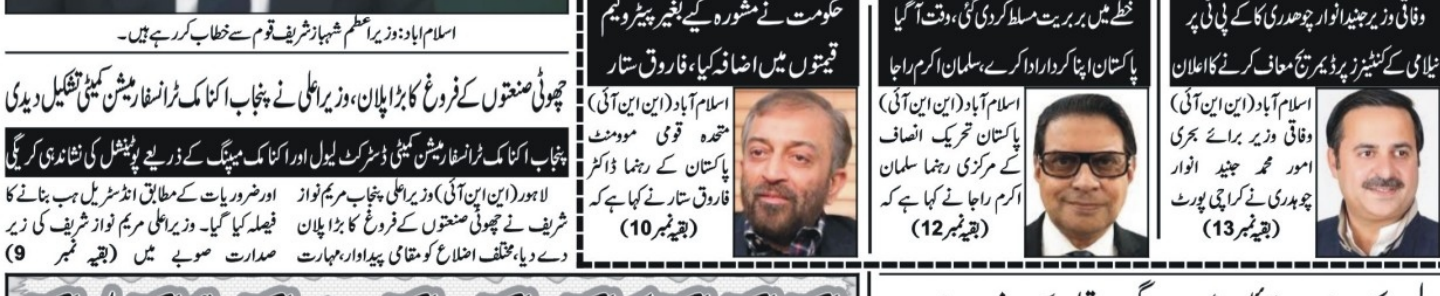 وفاقی وزیر جنید انوار چوھدری کا کے پی ٹی پر
نیلامی کے کنٹینرز پر ڈیمریج معاف کرنے کا اعلان
اسلام آباد (این این آئی)
وفاقی وزیر برائے بحری
امور محمد جنید انوار
چوہدری نے کراچی پورٹ
(بقیہ نمبر 13)
خطے میں بربریت مسلط کردی گئی، وقت آ گیا
پاکستان اپنا کردار ادا کرے، سلمان اکرم راجا
اسلام آباد (این این آئی)
پاکستان تحریک انصاف
کے مرکزی رہنما سلمان
اکرم راجا نے کہا ہے کہ
(بقیہ نمبر 12)
حکومت نے مشورہ کیے بغیر پیٹرولیم
قیمتوں میں اضافہ کیا، فاروق ستار
اسلام آباد (این این آئی)
متحدہ قومی موومنٹ
پاکستان کے رہنما ڈاکٹر
فاروق ستار نے کہا ہے کہ
(بقیہ نمبر 10)
اسلام اباد: وزیر اعظم شہباز شریف قوم سے خطاب کر رہے ہیں۔
چھوٹی صنعتوں کے فروغ کا بڑا پلان، وزیراعلی نے پنجاب اکنامک ٹرانسفارمیشن کمیٹی تشکیل دیدی
پنجاب اکنامک ٹرانسفارمیشن کمیٹی ڈسٹرکٹ لیول اور اکنامک میپنگ کے ذریعے پوٹینشل کی نشاندہی کریگی
لاہور (این این آئی) وزیراعلی پنجاب مریم نواز
شریف نے چھوٹی صنعتوں کے فروغ کا بڑا پلان
دے دیا، مختلف اضلاع کو مقامی پیداوار، مہارت
اور ضروریات کے مطابق انڈسٹریل ہب بنانے کا
فیصلہ کیا گیا۔ وزیراعلی مریم نواز شریف کی زیر
صدارت صوبے میں (بقیہ نمبر 9)